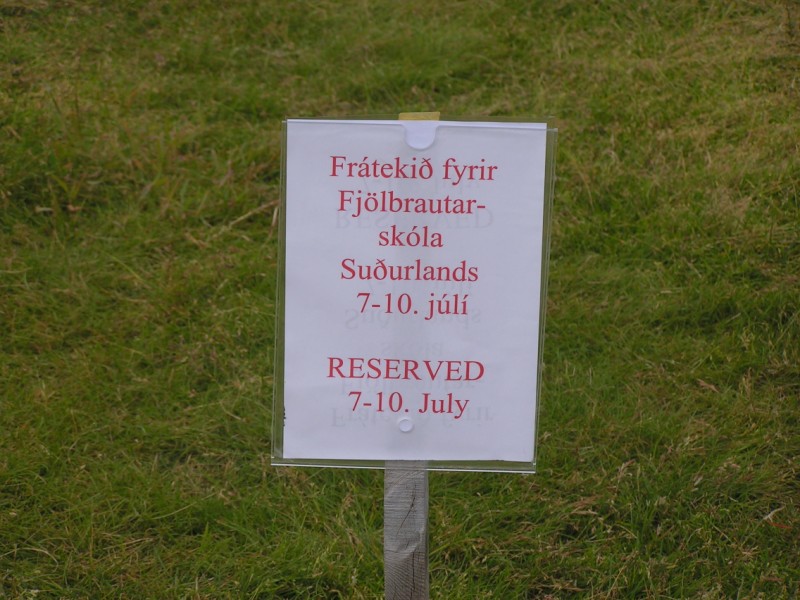 Frátekið fyrir
Fjölbrautar-
skóla
Suðurlands
7-10. júlí
RESERVED
7-10. July